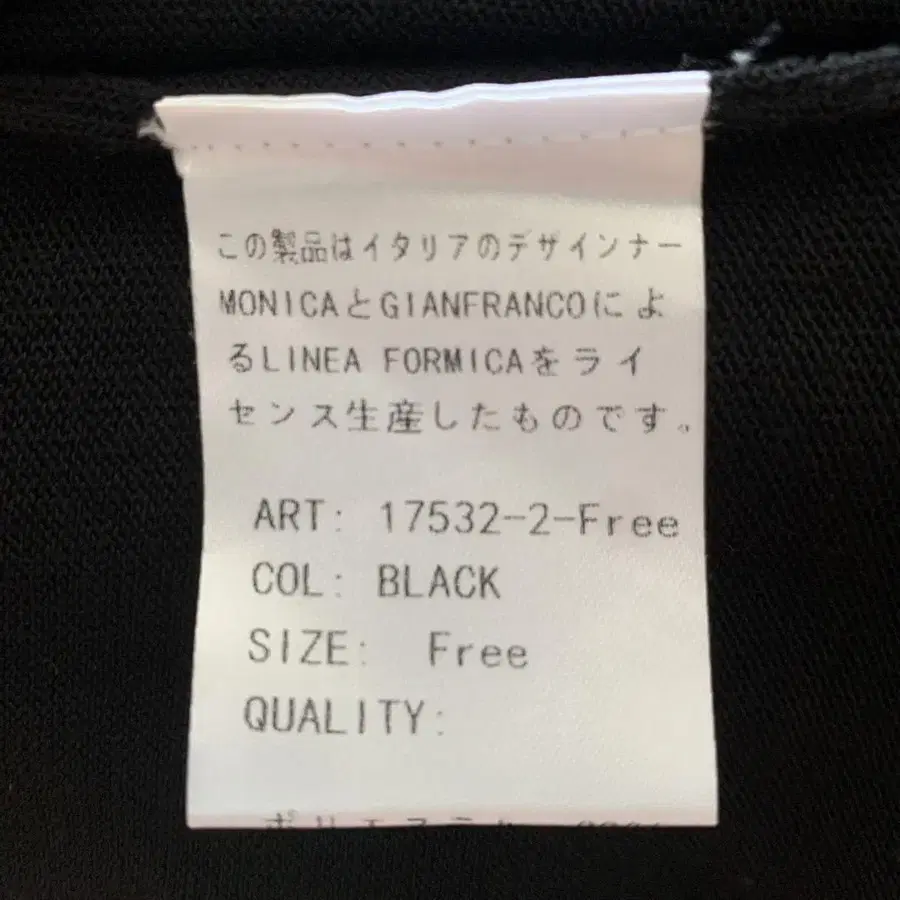 この製品はイタリアのデザインナー
MONICAとGIANFRANCOによ
るLINEA FORMICAをライ
センス生産したものです。
ART: 17532-2-Free
COL: BLACK
SIZE: Free
QUALITY: